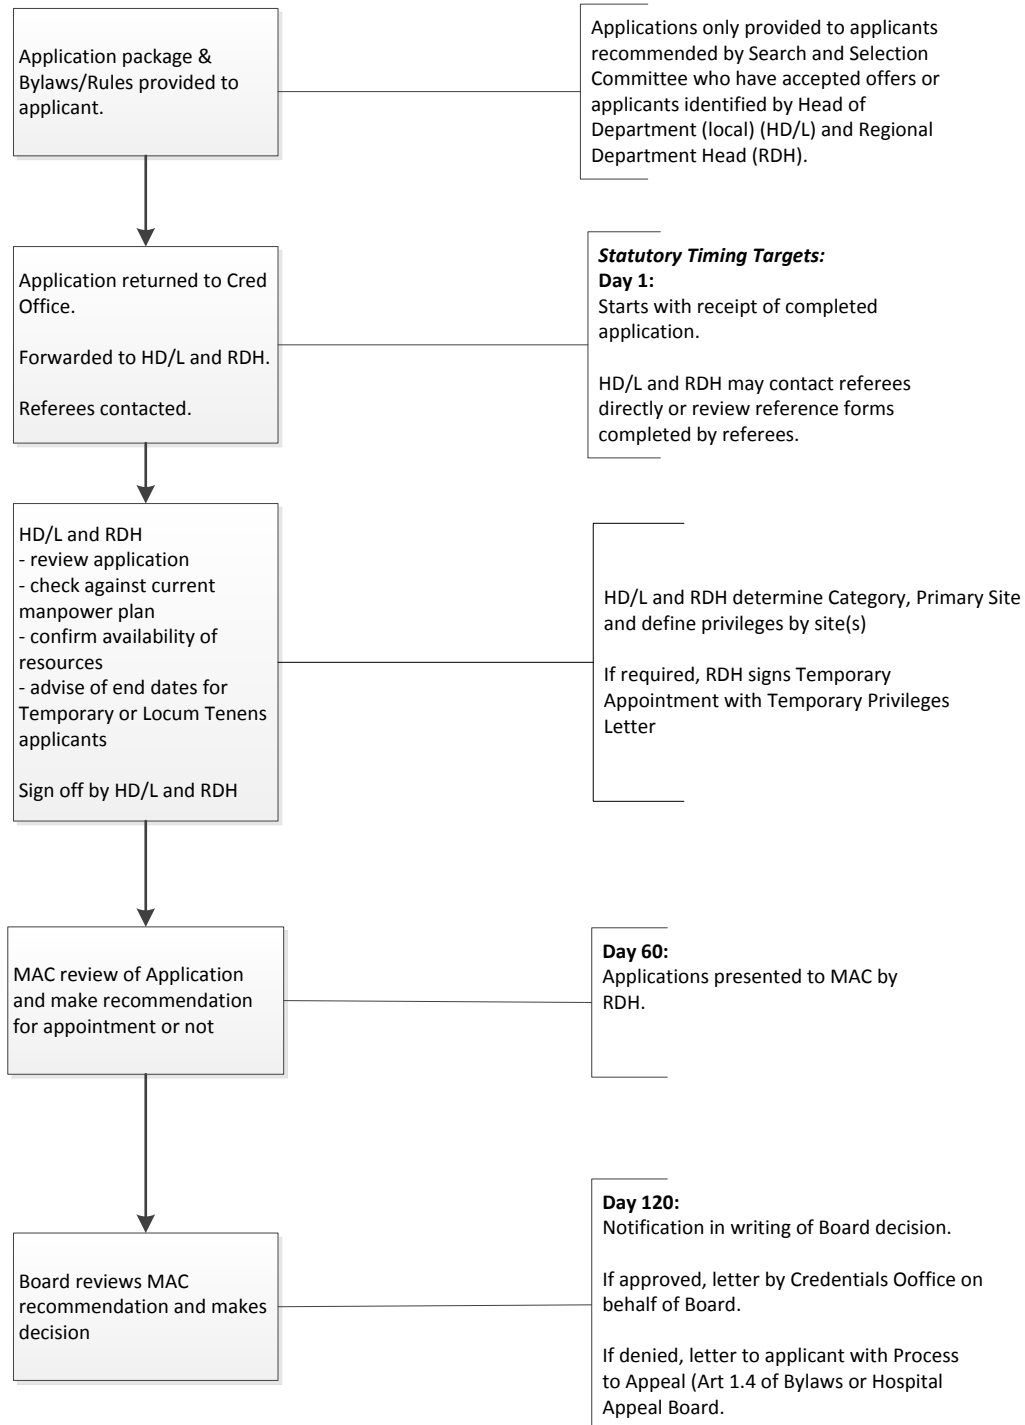 Application package &
Bylaws/Rules provided to
applicant.
Applications only provided to applicants
recommended by Search and Selection
Committee who have accepted offers or
applicants identified by Head of
Department (local) (HD/L) and Regional
Department Head (RDH).
Application returned to Cred
Office.
Forwarded to HD/L and RDH.
Referees contacted.
Statutory Timing Targets:
Day 1:
Starts with receipt of completed
application.
HD/L and RDH may contact referees
directly or review reference forms
completed by referees.
HD/L and RDH
- review application
- check against current
manpower plan
- confirm availability of
resources
- advise of end dates for
Temporary or Locum Tenens
applicants
Sign off by HD/L and RDH
HD/L and RDH determine Category, Primary Site
and define privileges by site(s)
If required, RDH signs Temporary
Appointment with Temporary Privileges
Letter
MAC review of Application
and make recommendation
for appointment or not
Day 60:
Applications presented to MAC by
RDH.
Board reviews MAC
recommendation and makes
decision
Day 120:
Notification in writing of Board decision.
If approved, letter by Credentials Ooffice on
behalf of Board.
If denied, letter to applicant with Process
to Appeal (Art 1.4 of Bylaws or Hospital
Appeal Board.